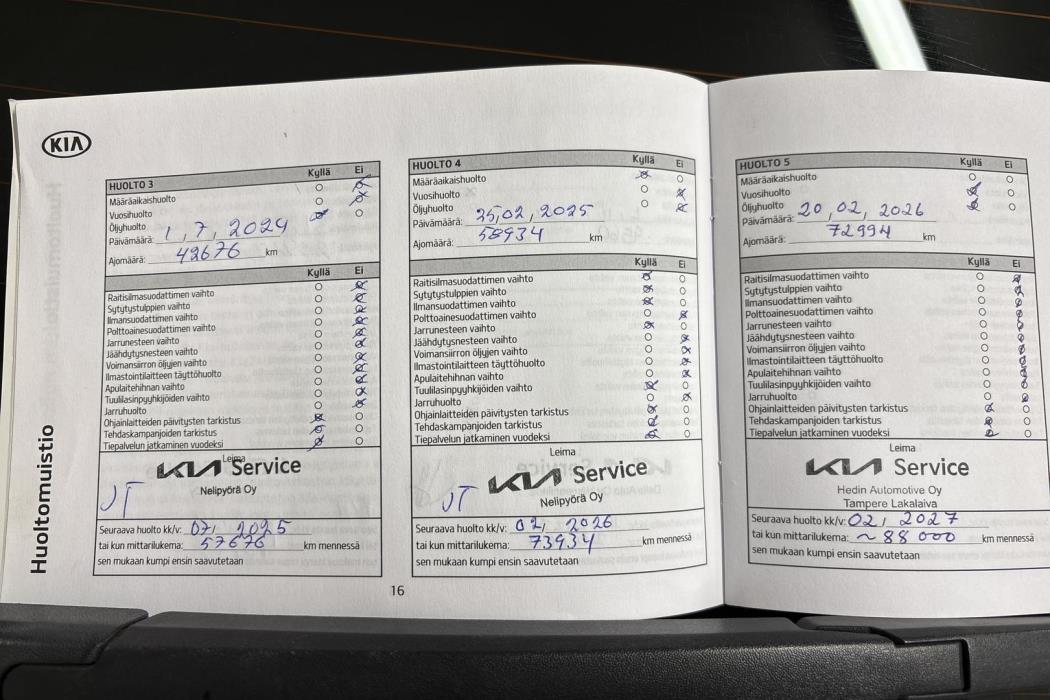 KIA
Huoltomuistio
HUOLTO 3 Kyllä Ei
Määräaikaishuolto
Vuosihuolto
Öljyhuolto
Päivämäärä: 1, 7, 2024
Ajomäärä: 42676 km
Kyllä Ei
Raitisilmasuodattimen vaihto
Sytytystulppien vaihto
Ilmansuodattimen vaihto
Polttoainesuodattimen vaihto
Jarrunesteen vaihto
Jäähdytysnesteen vaihto
Voimansiirron öljyjen vaihto
Ilmastointilaitteen täyttöhuolto
Apulaitehihnan vaihto
Tuulilasinpyyhkijöiden vaihto
Jarruhuolto
Ohjainlaitteiden päivitysten tarkistus
Tehdaskampanjoiden tarkistus
Tiepalvelun jatkaminen vuodeksi
Leima
KIA Service
Nelipyörä Oy
JT
Seuraava huolto kk/v: 07, 2025
tai kun mittarilukema: 57676 km mennessä
sen mukaan kumpi ensin saavutetaan
16
HUOLTO 4 Kyllä Ei
Määräaikaishuolto
Vuosihuolto
Öljyhuolto
Päivämäärä: 25,02, 2025
Ajomäärä: 58934 km
Kyllä Ei
Raitisilmasuodattimen vaihto
Sytytystulppien vaihto
Ilmansuodattimen vaihto
Polttoainesuodattimen vaihto
Jarrunesteen vaihto
Jäähdytysnesteen vaihto
Voimansiirron öljyjen vaihto
Ilmastointilaitteen täyttöhuolto
Apulaitehihnan vaihto
Tuulilasinpyyhkijöiden vaihto
Jarruhuolto
Ohjainlaitteiden päivitysten tarkistus
Tehdaskampanjoiden tarkistus
Tiepalvelun jatkaminen vuodeksi
Leima
KIA Service
Nelipyörä Oy
JT
Seuraava huolto kk/v: 02, 2026
tai kun mittarilukema: 73934 km mennessä
sen mukaan kumpi ensin saavutetaan
HUOLTO 5 Kyllä Ei
Määräaikaishuolto
Vuosihuolto
Öljyhuolto
Päivämäärä: 20, 02, 2026
Ajomäärä: 72994 km
Kyllä Ei
Raitisilmasuodattimen vaihto
Sytytystulppien vaihto
Ilmansuodattimen vaihto
Polttoainesuodattimen vaihto
Jarrunesteen vaihto
Jäähdytysnesteen vaihto
Voimansiirron öljyjen vaihto
Ilmastointilaitteen täyttöhuolto
Apulaitehihnan vaihto
Tuulilasinpyyhkijöiden vaihto
Jarruhuolto
Ohjainlaitteiden päivitysten tarkistus
Tehdaskampanjoiden tarkistus
Tiepalvelun jatkaminen vuodeksi
Leima
KIA Service
Hedin Automotive Oy
Tampere Lakalaiva
Seuraava huolto kk/v: 02, 2027
tai kun mittarilukema: ~ 88 000 km mennessä
sen mukaan kumpi ensin saavutetaan